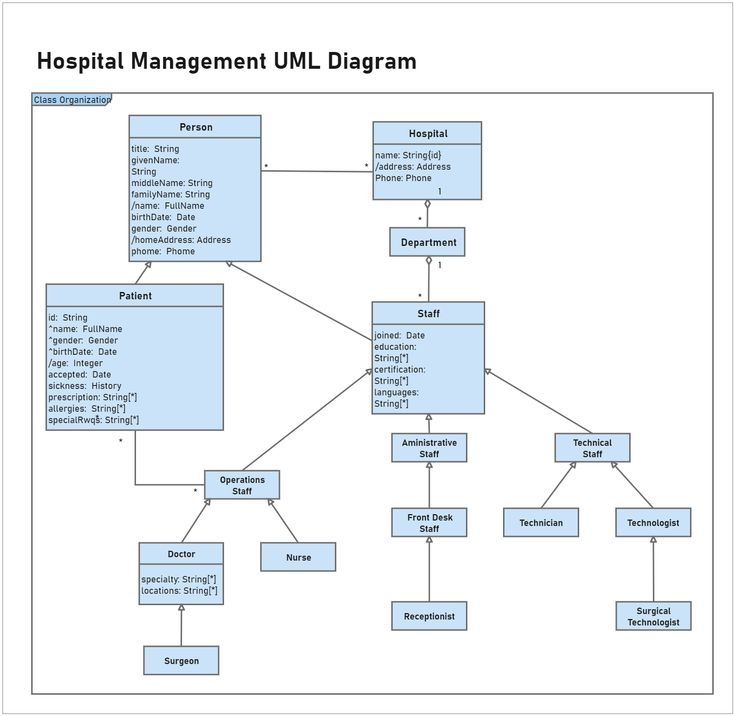 Hospital Management UML Diagram
Class Organization
Person
title: String
givenName:
String
middleName: String
familyName: String
/name: FullName
birthDate: Date
gender: Gender
/homeAddress: Address
phome: Phome
*
*
Hospital
name: String{id}
/address: Address
Phone: Phone
1
*
Department
1
*
Patient
id: String
^name: FullName
^gender: Gender
^birthDate: Date
/age: Integer
accepted: Date
sickness: History
prescription: String[*]
allergies: String[*]
specialRwqs: String[*]
*
*
Staff
joined: Date
education:
String[*]
certification:
String[*]
languages:
String[*]
Operations
Staff
Aministrative
Staff
Technical
Staff
Doctor
specialty: String[*]
locations: String[*]
Nurse
Surgeon
Front Desk
Staff
Receptionist
Technician
Technologist
Surgical
Technologist